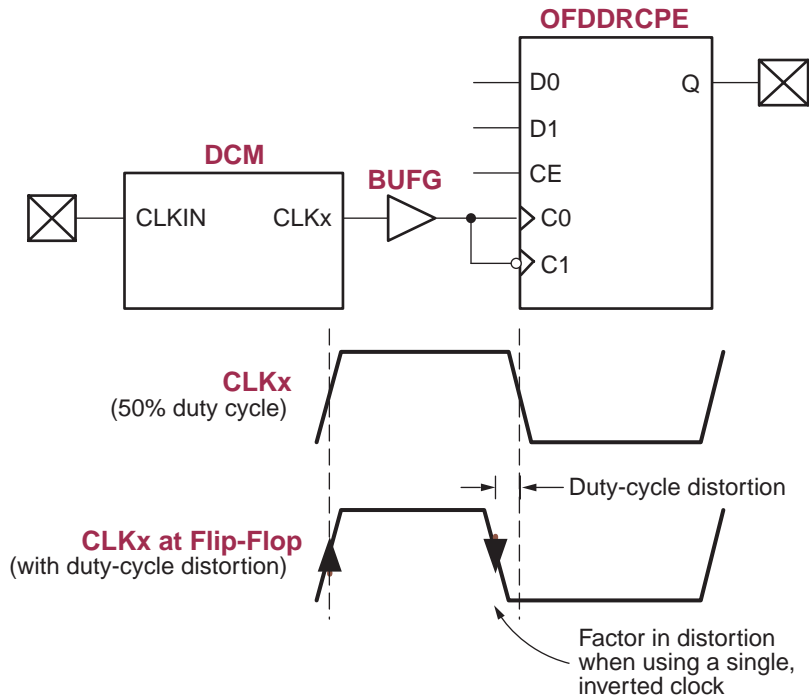 OFDDRCPE
D0
Q
D1
DCM
BUFG
CE
CLKIN
CLKx
C0
C1
CLKx
(50% duty cycle)
Duty-cycle distortion
CLKx at Flip-Flop
(with duty-cycle distortion)
Factor in distortion
when using a single,
inverted clock